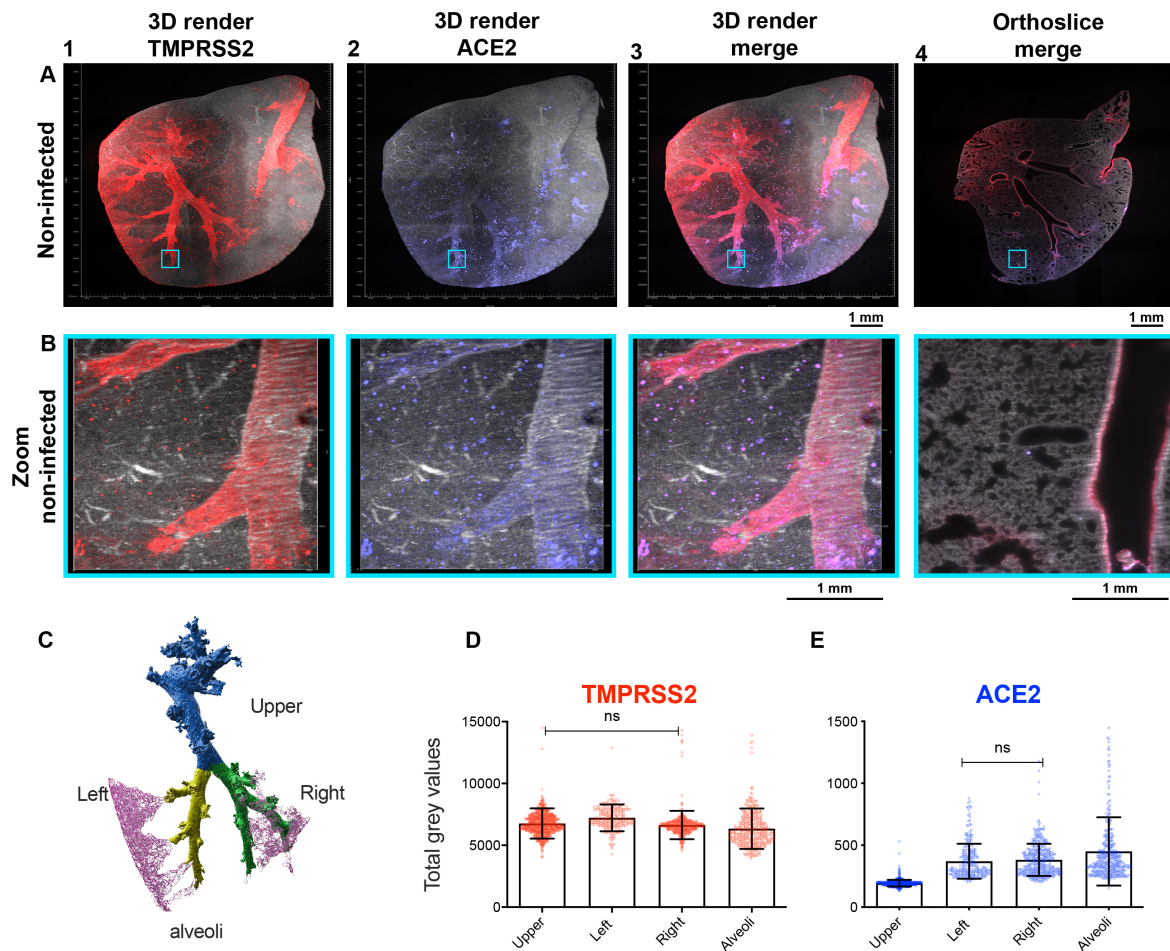 3D render
TMPRSS2
3D render
ACE2
3D render
merge
Orthoslice
merge
1
2
3
4
A
Non-infected
1 mm
1 mm
B
Zoom
non-infected
1 mm
1 mm
C
Upper
Left
Right
alveoli
D
TMPRSS2
ns
Total grey values
15000
10000
5000
0
Upper
Left
Right
Alveoli
E
ACE2
ns
1500
1000
500
0
Upper
Left
Right
Alveoli